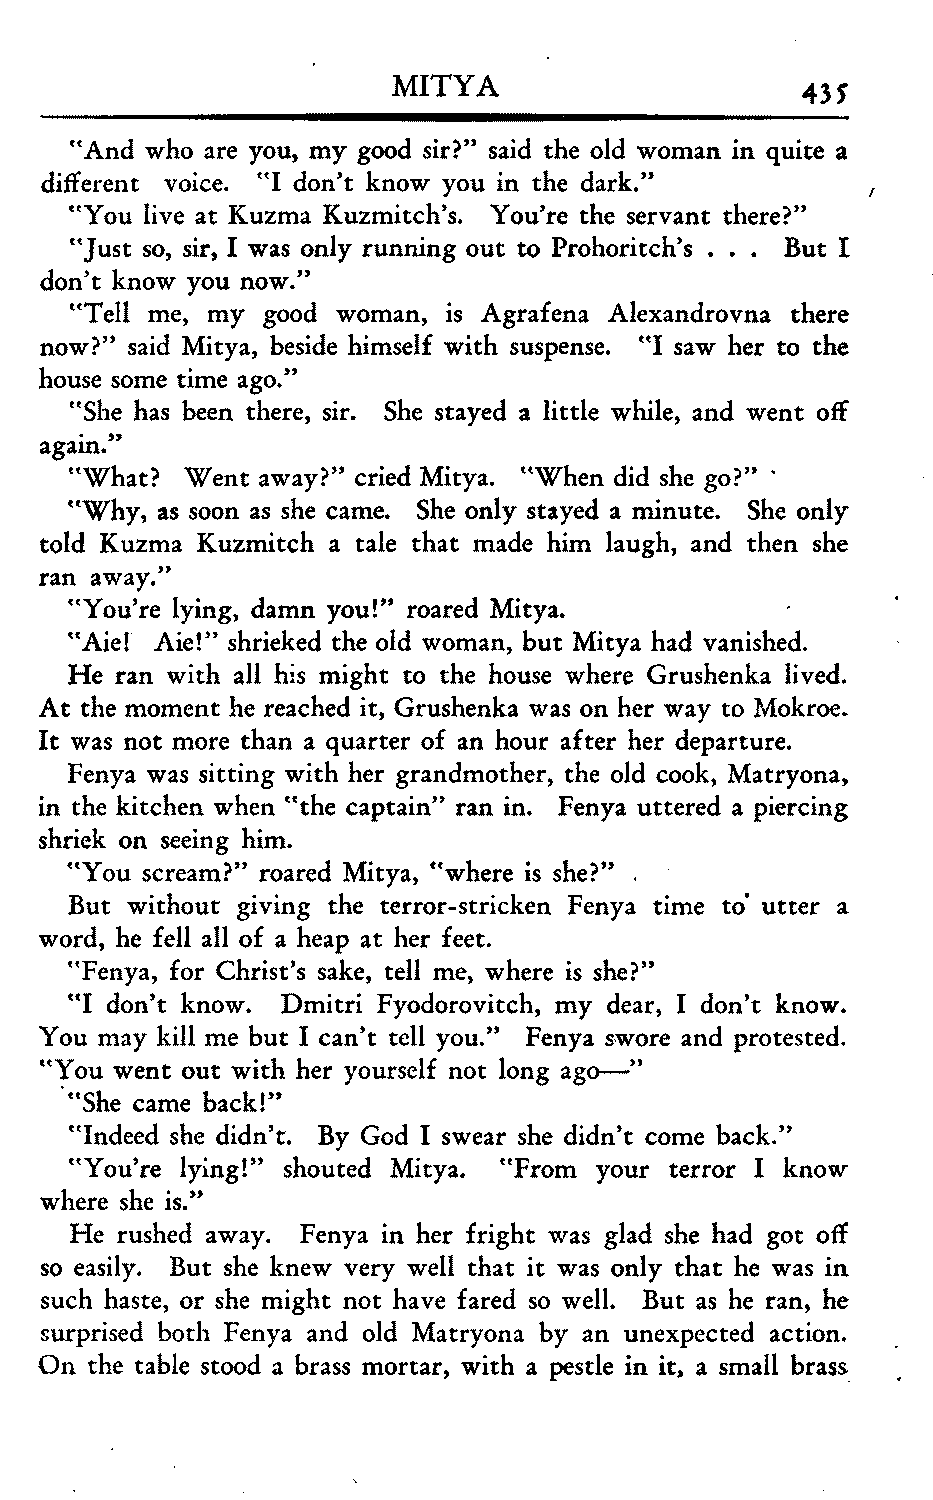 MITYA 435
"And who are you, my good sir?" said the old woman in quite a
different voice. "I don't know you in the dark."
"You live at Kuzma Kuzmitch's. You're the servant there?"
"Just so, sir, I was only running out to Prohoritch's . . . But I
don't know you now."
"Tell me, my good woman, is Agrafena Alexandrovna there
now?" said Mitya, beside himself with suspense. "I saw her to the
house some time ago."
"She has been there, sir. She stayed a little while, and went off
again."
"What? Went away?" cried Mitya. "When did she go?"
"Why, as soon as she came. She only stayed a minute. She only
told Kuzma Kuzmitch a tale that made him laugh, and then she
ran away."
"You're lying, damn you!" roared Mitya.
"Aie! Aie!" shrieked the old woman, but Mitya had vanished.
He ran with all his might to the house where Grushenka lived.
At the moment he reached it, Grushenka was on her way to Mokroe.
It was not more than a quarter of an hour after her departure.
Fenya was sitting with her grandmother, the old cook, Matryona,
in the kitchen when "the captain" ran in. Fenya uttered a piercing
shriek on seeing him.
"You scream?" roared Mitya, "where is she?"
But without giving the terror-stricken Fenya time to utter a
word, he fell all of a heap at her feet.
"Fenya, for Christ's sake, tell me, where is she?"
"I don't know. Dmitri Fyodorovitch, my dear, I don't know.
You may kill me but I can't tell you." Fenya swore and protested.
"You went out with her yourself not long ago—"
"She came back!"
"Indeed she didn't. By God I swear she didn't come back."
"You're lying!" shouted Mitya. "From your terror I know
where she is."
He rushed away. Fenya in her fright was glad she had got off
so easily. But she knew very well that it was only that he was in
such haste, or she might not have fared so well. But as he ran, he
surprised both Fenya and old Matryona by an unexpected action.
On the table stood a brass mortar, with a pestle in it, a small brass